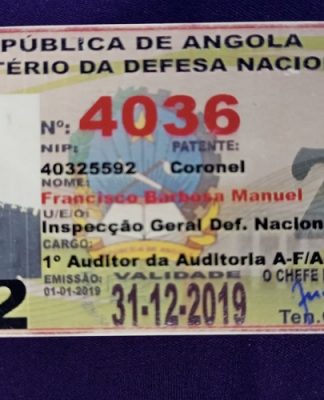 PÚBLICA DE ANGOLA
TÉRIO DA DEFESA NACION
Nº: 4036
NIP: PATENTE:
40325592 Coronel
NOME:
Francisco Barbosa Manuel
U/E/O:
Inspecção Geral Def. Nacional
CARGO:
1º Auditor da Auditoria A-F/A
EMISSÃO: VALIDADE O CHEFE
01-01-2019 31-12-2019
2 Ten.